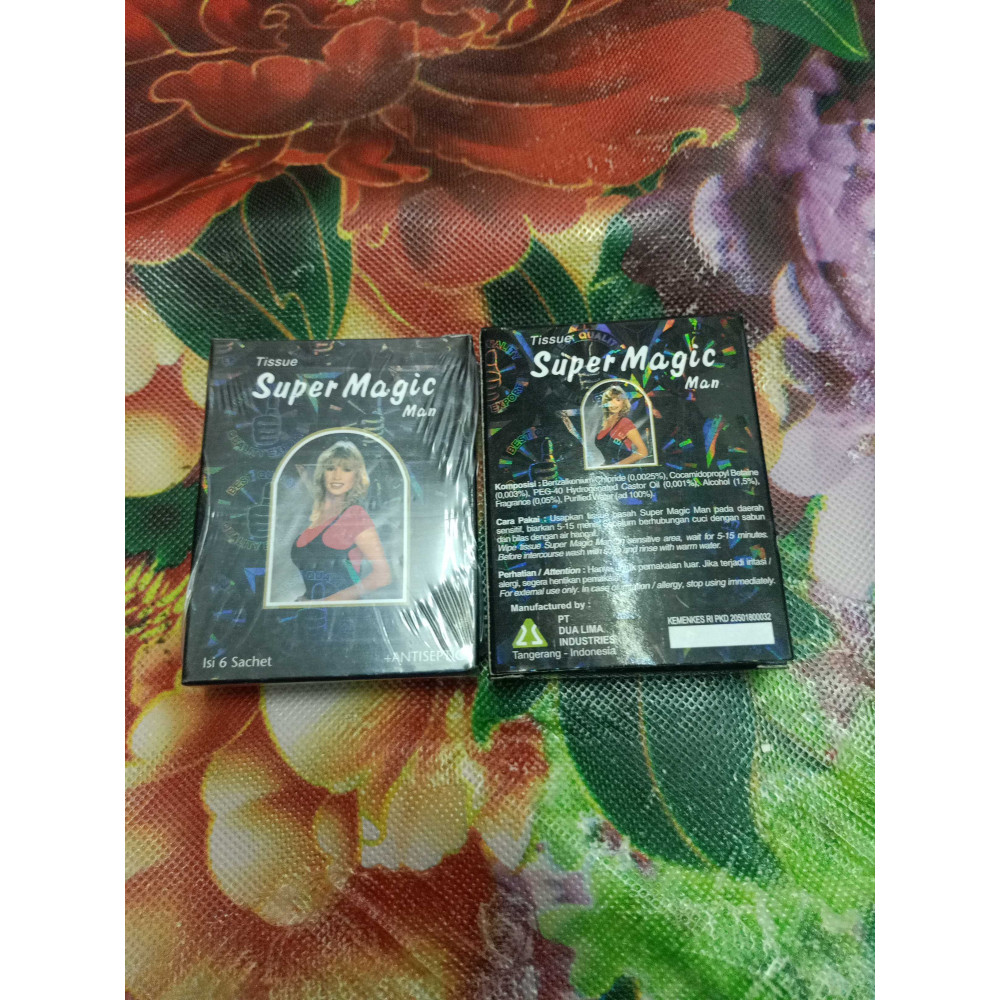 Tissue
Super Magic
Man
Isi 6 Sachet
+ANTISEPTIC
Tissue
Super Magic
Man
QUALIT
EXPORT
BEST
Komposisi : Benzalkonium Chloride (0,0025%), Cocamidopropyl Betaine
(0,003%), PEG-40 Hydrogenated Castor Oil (0,001%), Alcohol (1,5%),
Fragrance (0,05%), Purified Water (ad 100%).
Cara Pakai : Usapkan tissue basah Super Magic Man pada daerah
sensitif, biarkan 5-15 menit, sebelum berhubungan cuci dengan sabun
dan bilas dengan air hangat.
Wipe tissue Super Magic Man on sensitive area, wait for 5-15 minutes.
Before intercourse wash with soap and rinse with warm water.
Perhatian / Attention : Hanya untuk pemakaian luar. Jika terjadi iritasi /
alergi, segera hentikan pemakaian.
For external use only. In case of irritation / allergy, stop using immediately.
Manufactured by :
PT
DUA LIMA
INDUSTRIES
Tangerang - Indonesia
KEMENKES RI PKD 20501800032